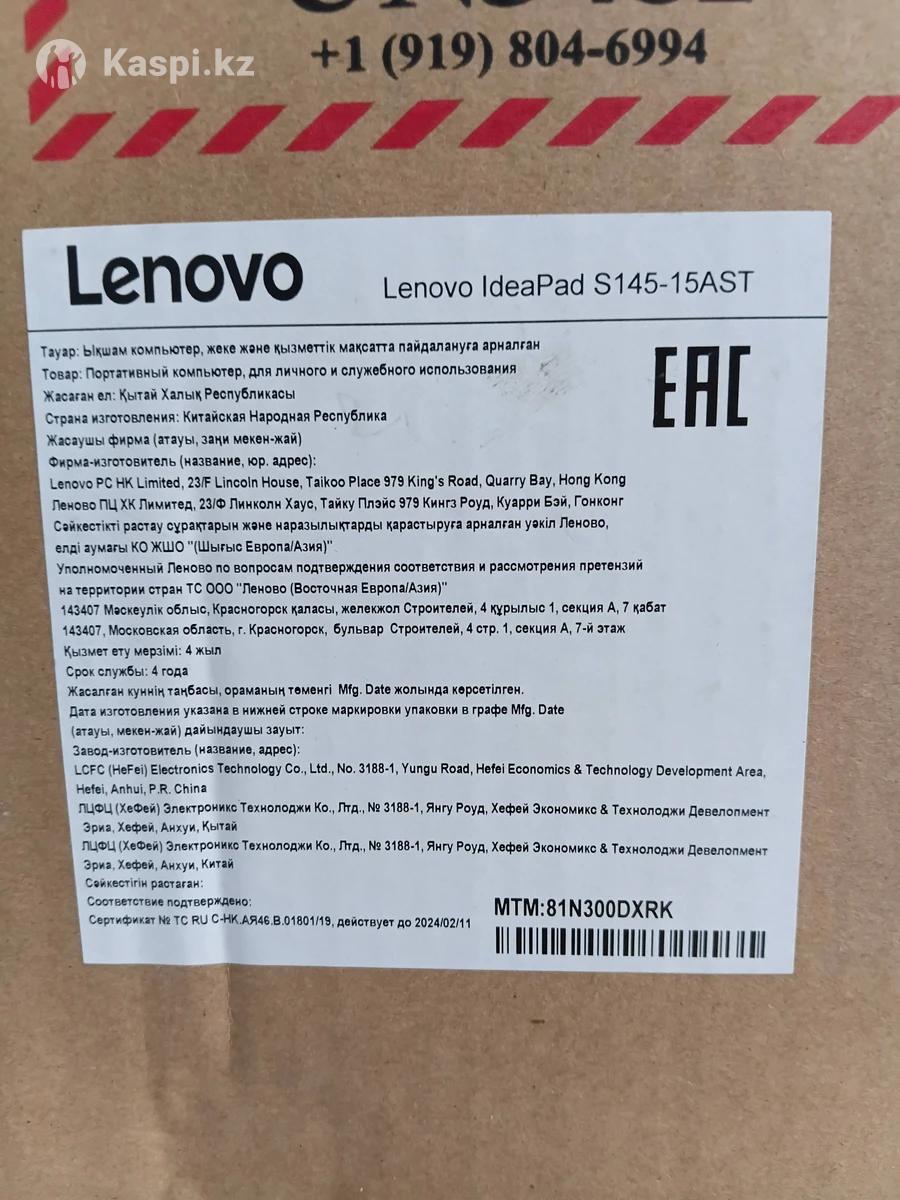 +1 (919) 804-6994
Kaspi.kz
Lenovo
Lenovo IdeaPad S145-15AST
Тауар: Ықшам компьютер, жеке және қызметтік мақсатта пайдалануға арналған
Товар: Портативный компьютер, для личного и служебного использования
EAC
Жасаған ел: Қытай Халық Республикасы
Страна изготовления: Китайская Народная Республика
Жасаушы фирма (атауы, заңи мекен-жай)
Фирма-изготовитель (название, юр. адрес):
Lenovo PC HK Limited, 23/F Lincoln House, Taikoo Place 979 King's Road, Quarry Bay, Hong Kong
Леново ПЦ ХК Лимитед, 23/Ф Линколн Хаус, Тайку Плэйс 979 Кингз Роуд, Куарри Бэй, Гонконг
Сәйкестікті растау сұрақтарын және наразылықтарды қарастыруға арналған уәкіл Леново,
елді аумағы КО ЖШО "(Шығыс Европа/Азия)"
Уполномоченный Леново по вопросам подтверждения соответствия и рассмотрения претензий
на территории стран ТС ООО "Леново (Восточная Европа/Азия)"
143407 Мәскеулік облыс, Красногорск қаласы, желекжол Строителей, 4 құрылыс 1, секция А, 7 қабат
143407, Московская область, г. Красногорск, бульвар Строителей, 4 стр. 1, секция А, 7-й этаж
Қызмет ету мерзімі: 4 жыл
Срок службы: 4 года
Жасалған куннің таңбасы, ораманың төменгі Mfg. Date жолында көрсетілген.
Дата изготовления указана в нижней строке маркировки упаковки в графе Mfg. Date
(атауы, мекен-жай) дайындаушы зауыт:
Завод-изготовитель (название, адрес):
LCFC (HeFei) Electronics Technology Co., Ltd., No. 3188-1, Yungu Road, Hefei Economics & Technology Development Area,
Hefei, Anhui, P.R. China
ЛЦФЦ (ХеФей) Электроникс Технолоджи Ко., Лтд., № 3188-1, Янгу Роуд, Хефей Экономикс & Технолоджи Девелопмент
Эриа, Хефей, Анхуи, Қытай
ЛЦФЦ (ХеФей) Электроникс Технолоджи Ко., Лтд., № 3188-1, Янгу Роуд, Хефей Экономикс & Технолоджи Девелопмент
Эриа, Хефей, Анхуи, Китай
Сәйкестігін растаған:
Соответствие подтверждено:
Сертификат № ТС RU С-НК.АЯ46.В.01801/19, действует до 2024/02/11
MTM:81N300DXRK